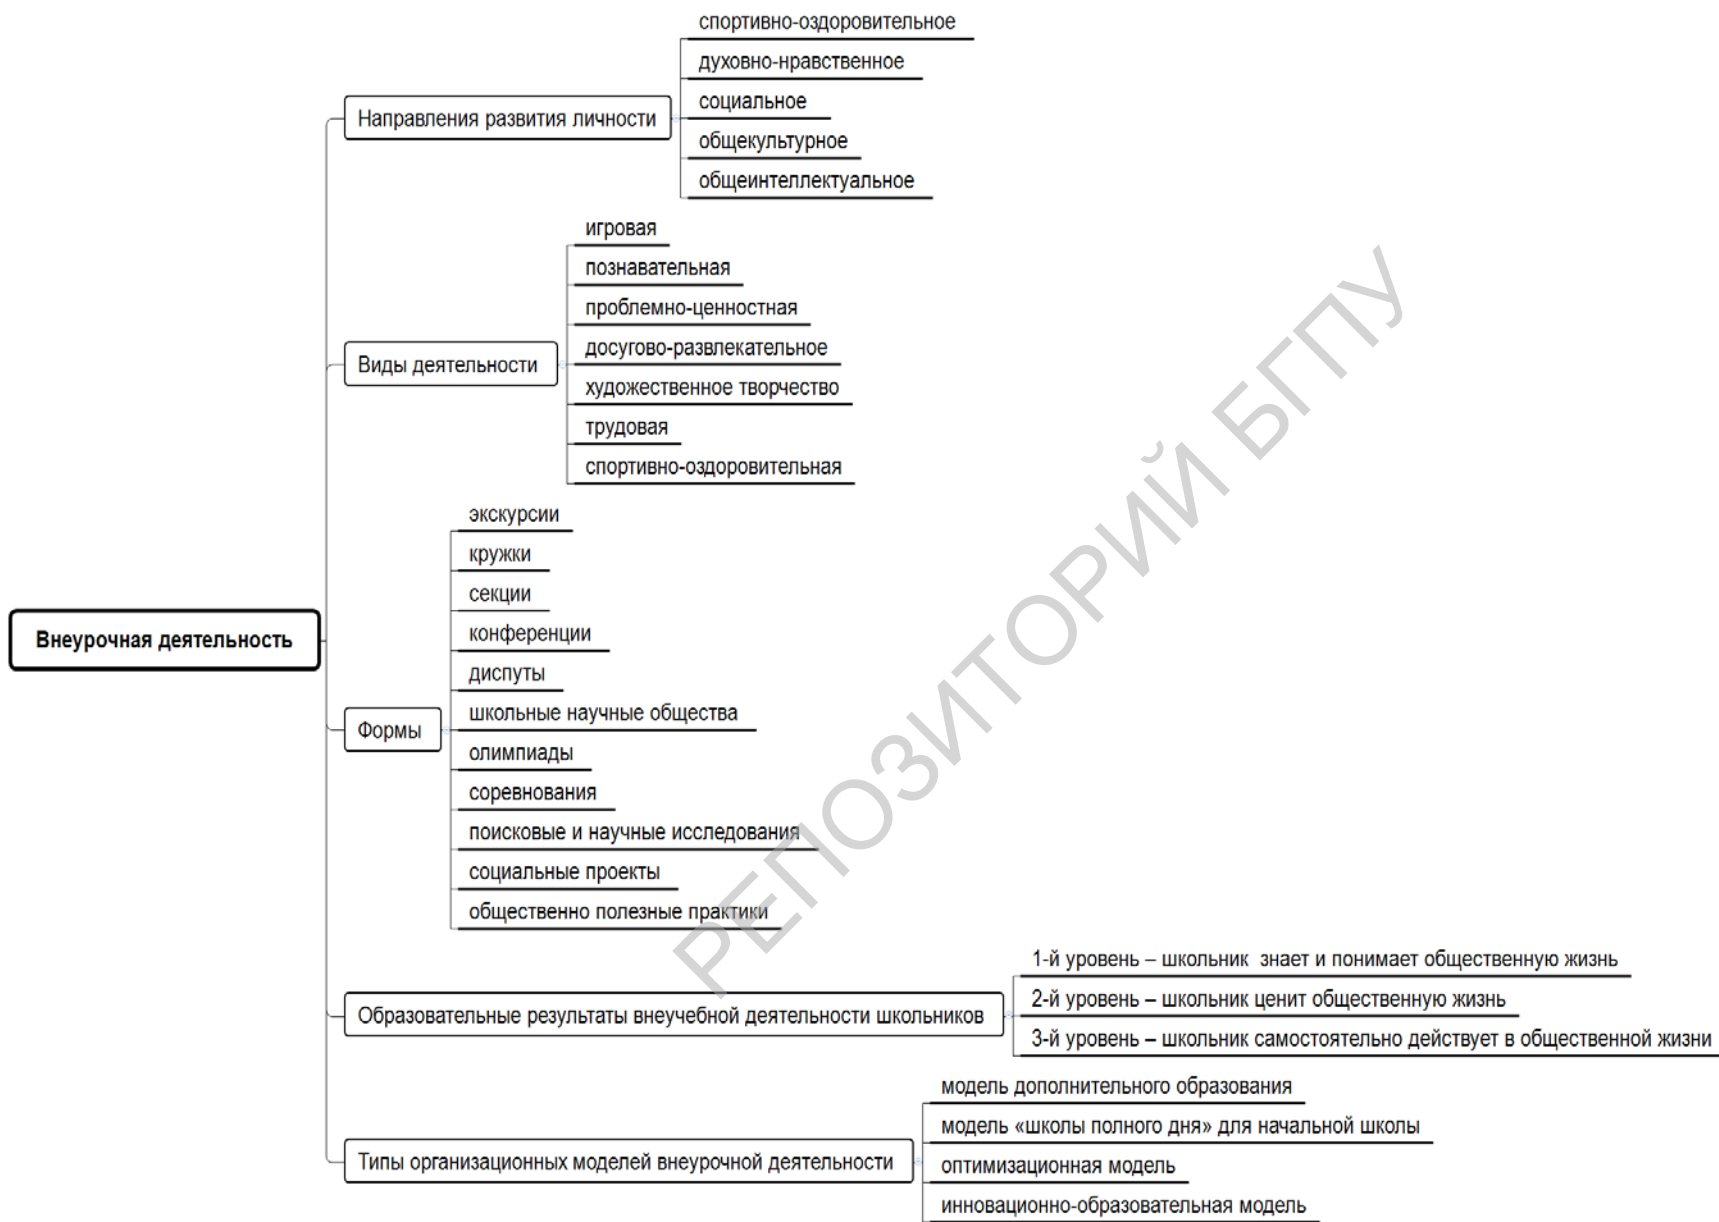 Внеурочная деятельность
Направления развития личности
спортивно-оздоровительное
духовно-нравственное
социальное
общекультурное
общеинтеллектуальное
Виды деятельности
игровая
познавательная
проблемно-ценностная
досугово-развлекательное
художественное творчество
трудовая
спортивно-оздоровительная
Формы
экскурсии
кружки
секции
конференции
диспуты
школьные научные общества
олимпиады
соревнования
поисковые и научные исследования
социальные проекты
общественно полезные практики
Образовательные результаты внеучебной деятельности школьников
1-й уровень – школьник знает и понимает общественную жизнь
2-й уровень – школьник ценит общественную жизнь
3-й уровень – школьник самостоятельно действует в общественной жизни
Типы организационных моделей внеурочной деятельности
модель дополнительного образования
модель «школы полного дня» для начальной школы
оптимизационная модель
инновационно-образовательная модель
РЕПОЗИТОРИЙ БГПУ